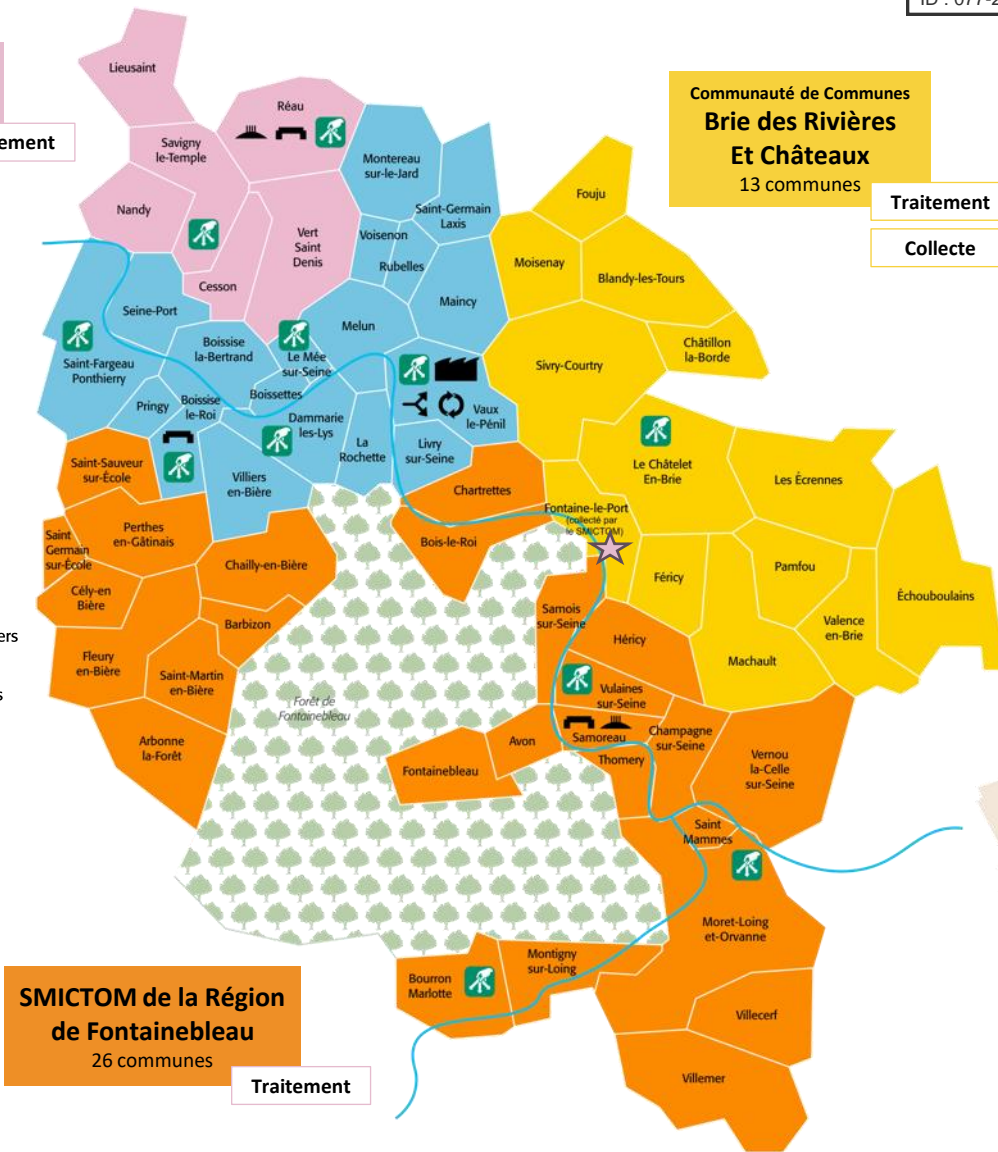 ID : 077-2
Lieusaint
ement
Réau
Savigny
le-Temple
Nandy
Vert
Saint
Denis
Cesson
Communauté de Communes
Brie des Rivières
Et Châteaux
13 communes
Traitement
Collecte
Montereau
sur-le-Jard
Saint-Germain
Laxis
Voisenon
Rubelles
Maincy
Melun
Seine-Port
Boissise
la-Bertrand
Le Mée
sur-Seine
Saint-Fargeau
Ponthierry
Pringy
Boissise
le-Roi
Boissettes
Dammarie
les-Lys
La
Rochette
Livry
sur-Seine
Vaux
le-Pénil
Villiers
en-Bière
Fouju
Moisenay
Blandy-les-Tours
Châtillon
la-Borde
Sivry-Courtry
Le Châtelet
En-Brie
Les Écrennes
Fontaine-le-Port
(collecté par
le SMICTOM)
Féricy
Pamfou
Échouboulains
Valence
en-Brie
Machault
Saint-Sauveur
sur-École
Chartrettes
Bois-le-Roi
Perthes
en-Gâtinais
Saint
Germain
sur-École
Chailly-en-Bière
Cély-en
Bière
Barbizon
ers
Fleury
en-Bière
Saint-Martin
en-Bière
s
Arbonne
la-Forêt
Forêt de
Fontainebleau
Samois
sur-Seine
Héricy
Vulaines
sur-Seine
Samoreau
Champagne
sur-Seine
Avon
Thomery
Fontainebleau
Vernou
la-Celle
sur-Seine
Saint
Mammes
Moret-Loing
et-Orvanne
Montigny
sur-Loing
Bourron
Marlotte
Villecerf
Villemer
SMICTOM de la Région
de Fontainebleau
26 communes
Traitement